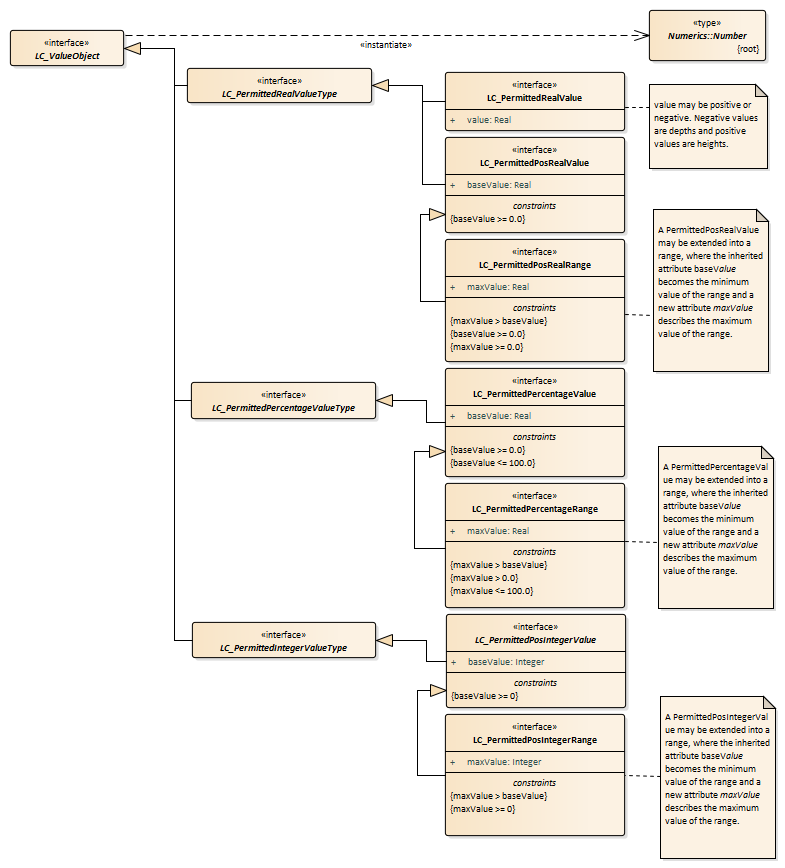 «interface»
LC_ValueObject
«instantiate»
«type»
Numerics::Number
{root}
«interface»
LC_PermittedRealValueType
«interface»
LC_PermittedRealValue
+ value: Real
value may be positive or
negative. Negative values
are depths and positive
values are heights.
«interface»
LC_PermittedPosRealValue
+ baseValue: Real
constraints
{baseValue >= 0.0}
«interface»
LC_PermittedPosRealRange
+ maxValue: Real
constraints
{maxValue > baseValue}
{baseValue >= 0.0}
{maxValue >= 0.0}
A PermittedPosRealValue
may be extended into a
range, where the inherited
attribute baseValue
becomes the minimum
value of the range and a
new attribute maxValue
describes the maximum
value of the range.
«interface»
LC_PermittedPercentageValueType
«interface»
LC_PermittedPercentageValue
+ baseValue: Real
constraints
{baseValue >= 0.0}
{baseValue <= 100.0}
«interface»
LC_PermittedPercentageRange
+ maxValue: Real
constraints
{maxValue > baseValue}
{maxValue > 0.0}
{maxValue <= 100.0}
A PermittedPercentageVal
ue may be extended into a
range, where the inherited
attribute baseValue
becomes the minimum
value of the range and a
new attribute maxValue
describes the maximum
value of the range.
«interface»
LC_PermittedIntegerValueType
«interface»
LC_PermittedPosIntegerValue
+ baseValue: Integer
constraints
{baseValue >= 0}
«interface»
LC_PermittedPosIntegerRange
+ maxValue: Integer
constraints
{maxValue > baseValue}
{maxValue >= 0}
A PermittedPosIntegerVal
ue may be extended into a
range, where the inherited
attribute baseValue
becomes the minimum
value of the range and a
new attribute maxValue
describes the maximum
value of the range.